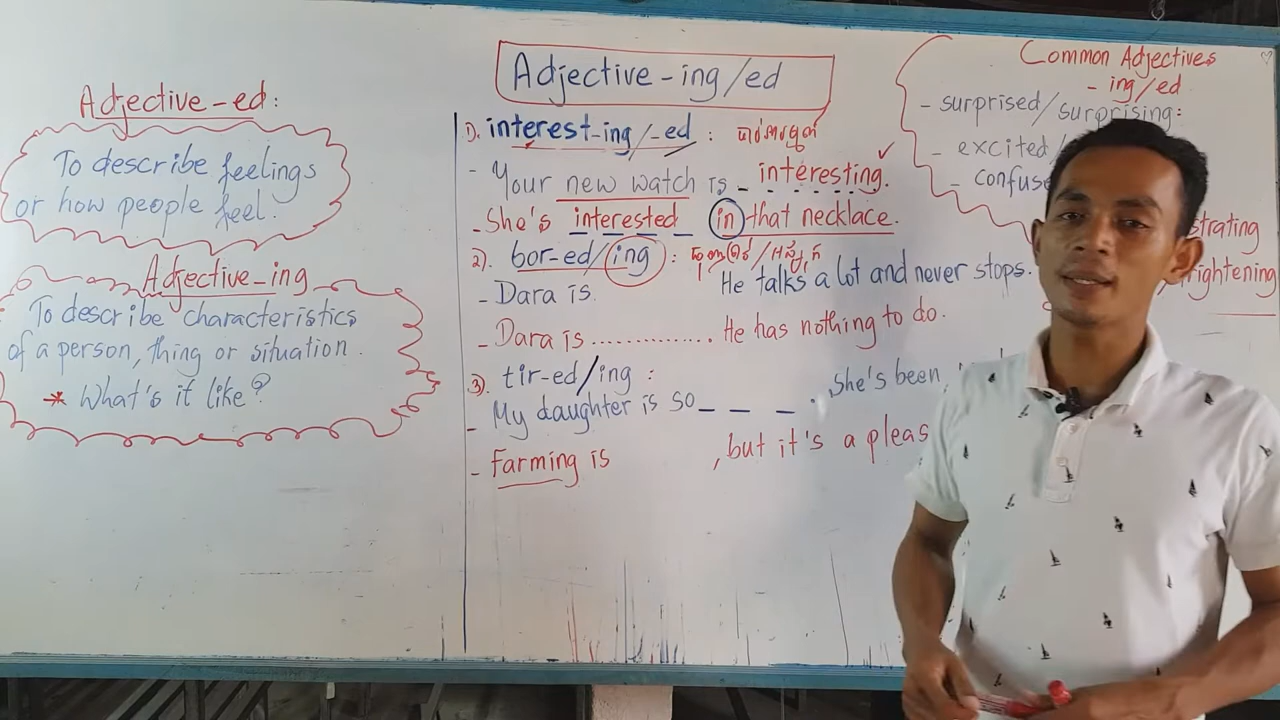 Adjective-ing/ed
Adjective-ed:
To describe feelings
or how people feel.
Adjective-ing
To describe characteristics
of a person, thing or situation.
* What's it like?
1). interest-ing/-ed :
- Your new watch is interesting. ✓
- She's interested in that necklace.
2). bor-ed/ing :
- Dara is. He talks a lot and never stops.
- Dara is ............... He has nothing to do.
3) tir-ed/ing :
- My daughter is so _ _ _ . She's been
- Farming is , but it's a
Common Adjectives
- ing/ed
- surprised/surprising:
- excited/